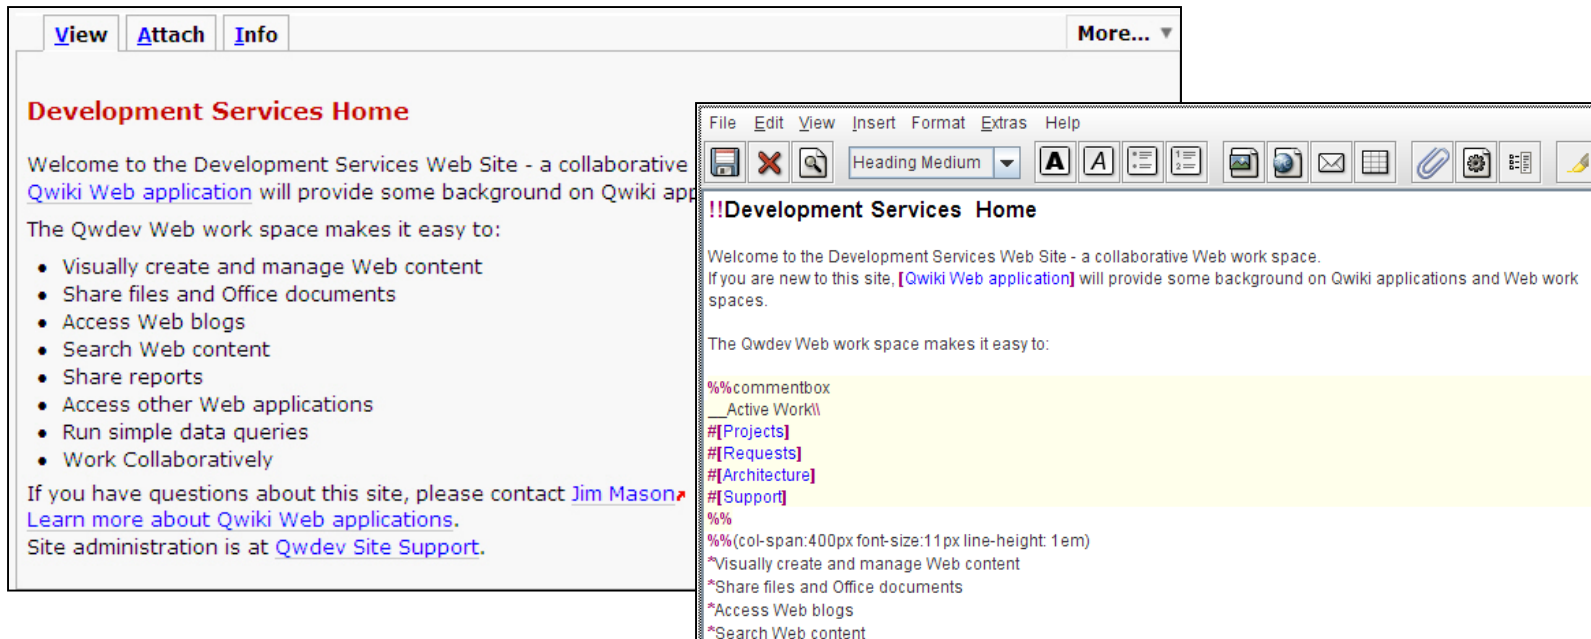 View Attach Info More...
Development Services Home
Welcome to the Development Services Web Site - a collaborative
Qwiki Web application will provide some background on Qwiki app
The Qwdev Web work space makes it easy to:
• Visually create and manage Web content
• Share files and Office documents
• Access Web blogs
• Search Web content
• Share reports
• Access other Web applications
• Run simple data queries
• Work Collaboratively
If you have questions about this site, please contact Jim Mason
Learn more about Qwiki Web applications.
Site administration is at Qwdev Site Support.
File Edit View Insert Format Extras Help
Heading Medium A A
!!Development Services Home
Welcome to the Development Services Web Site - a collaborative Web work space.
If you are new to this site, [Qwiki Web application] will provide some background on Qwiki applications and Web work
spaces.
The Qwdev Web work space makes it easy to:
%%commentbox
__Active Work\\
#[Projects]
#[Requests]
#[Architecture]
#[Support]
%%
%%(col-span:400px font-size:11px line-height: 1em)
*Visually create and manage Web content
*Share files and Office documents
*Access Web blogs
*Search Web content